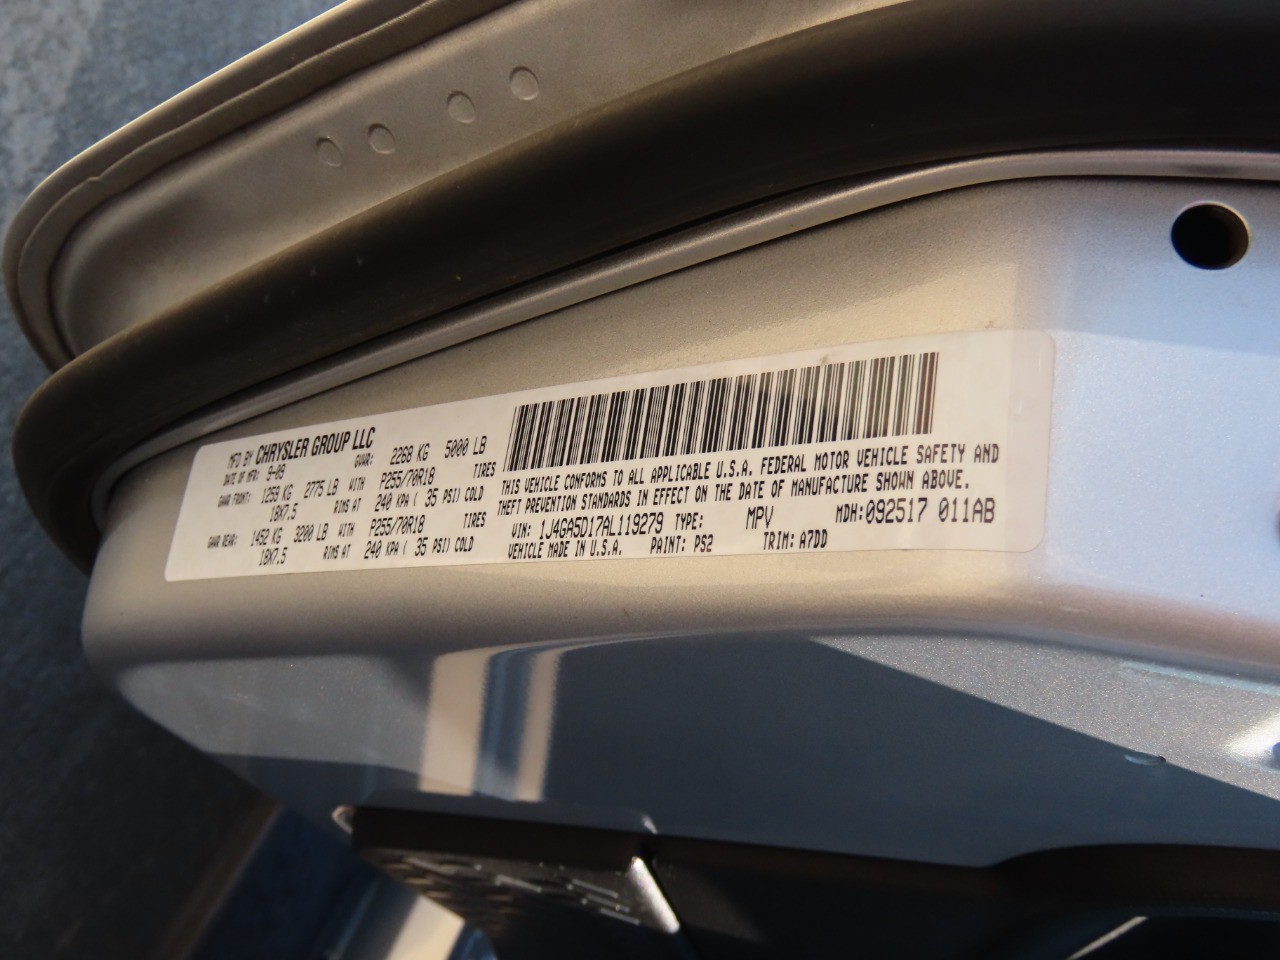 MFD BY CHRYSLER GROUP LLC
DATE OF MFR: 9-09 GVWR: 2268 KG 5000 LB
GAWR FRONT: 1259 KG 2775 LB WITH P255/70R18 TIRES
18X7.5 RIMS AT 240 KPA ( 35 PSI) COLD
GAWR REAR: 1452 KG 3200 LB WITH P255/70R18 TIRES
18X7.5 RIMS AT 240 KPA ( 35 PSI) COLD
THIS VEHICLE CONFORMS TO ALL APPLICABLE U.S.A. FEDERAL MOTOR VEHICLE SAFETY AND
THEFT PREVENTION STANDARDS IN EFFECT ON THE DATE OF MANUFACTURE SHOWN ABOVE.
VIN: 1J4GA5D17AL119279 TYPE: MPV MDH: 092517 011AB
VEHICLE MADE IN U.S.A. PAINT: PS2 TRIM: A7DD